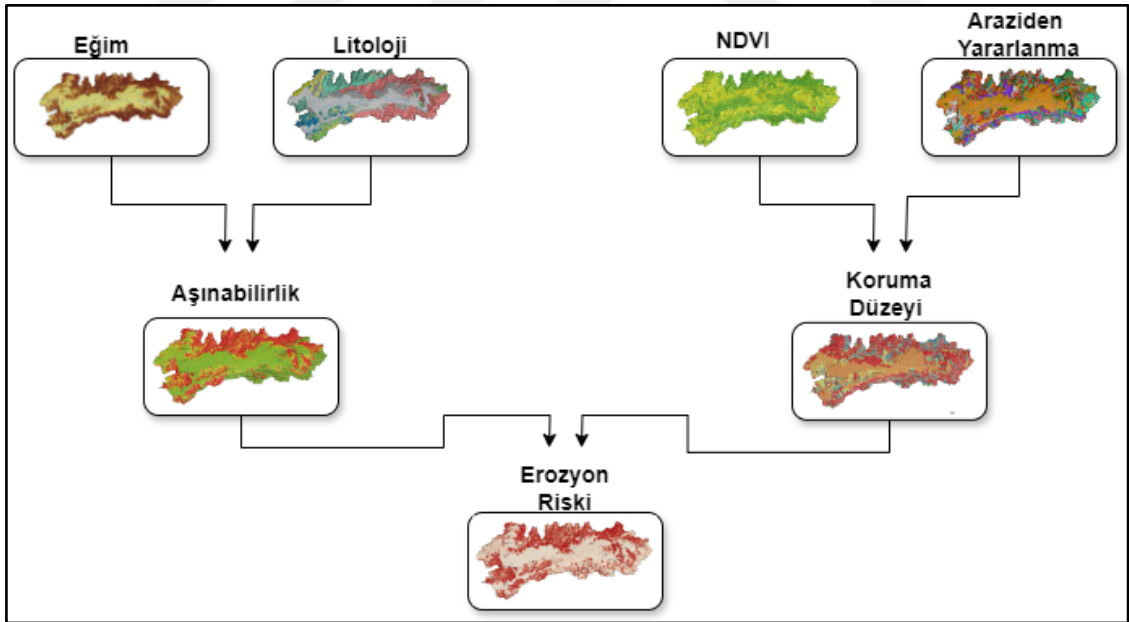 Eğim
Litoloji
NDVI
Araziden
Yararlanma
Aşınabilirlik
Koruma
Düzeyi
Erozyon
Riski